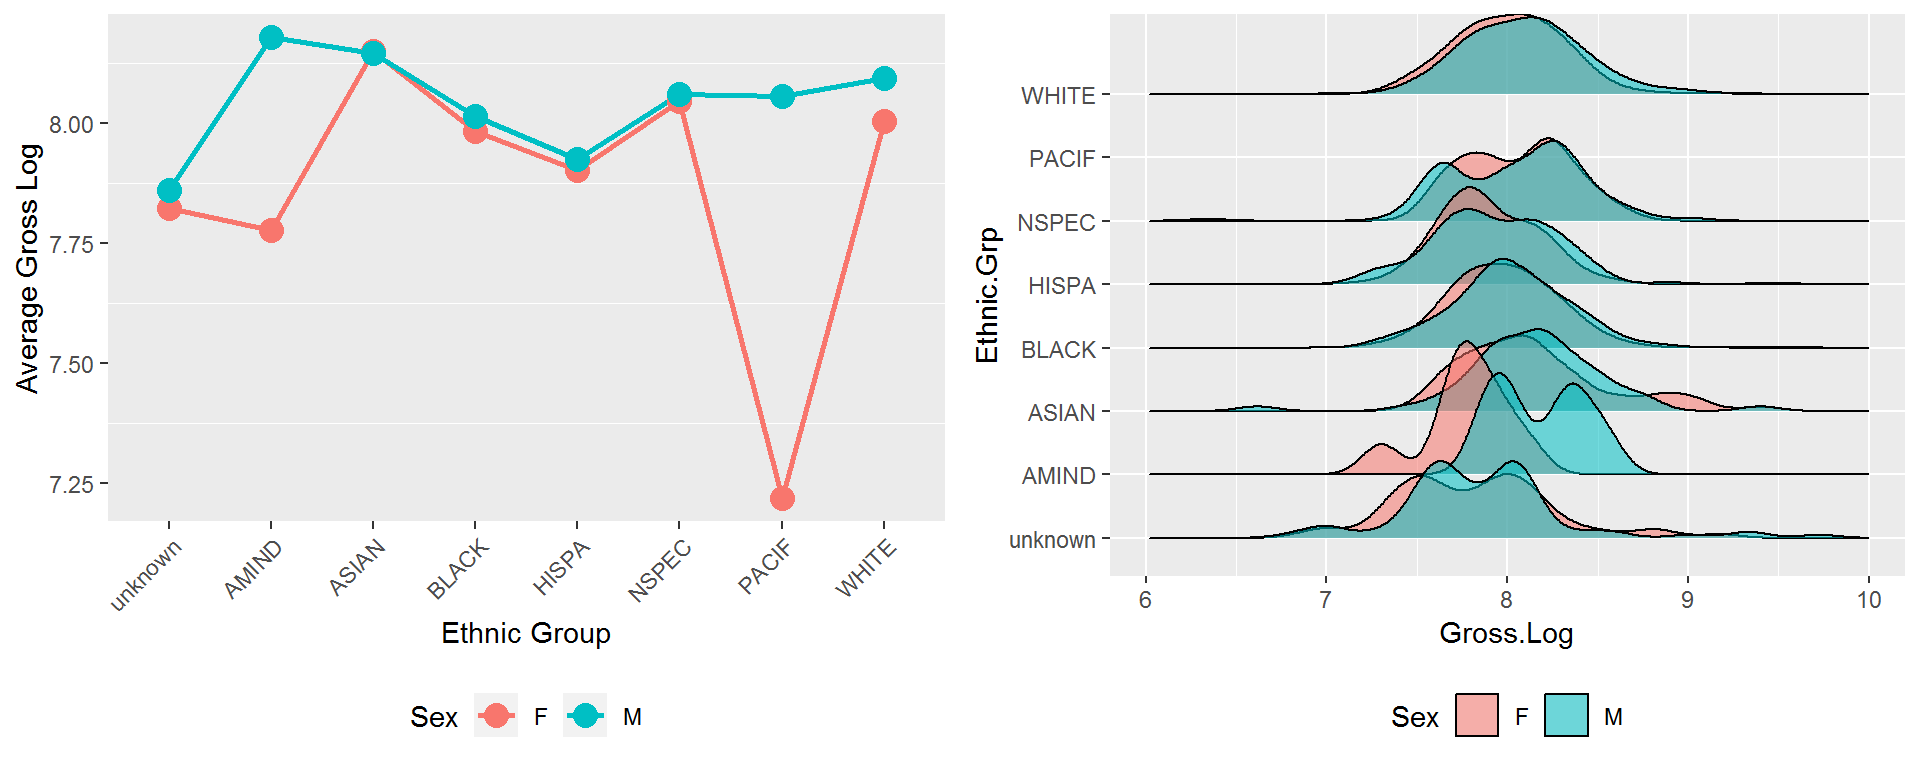 Average Gross Log
8.00
7.75
7.50
7.25
unknown
AMIND
ASIAN
BLACK
HISPA
NSPEC
PACIF
WHITE
Ethnic Group
Sex F M
Ethnic.Grp
WHITE
PACIF
NSPEC
HISPA
BLACK
ASIAN
AMIND
unknown
6 7 8 9 10
Gross.Log
Sex F M